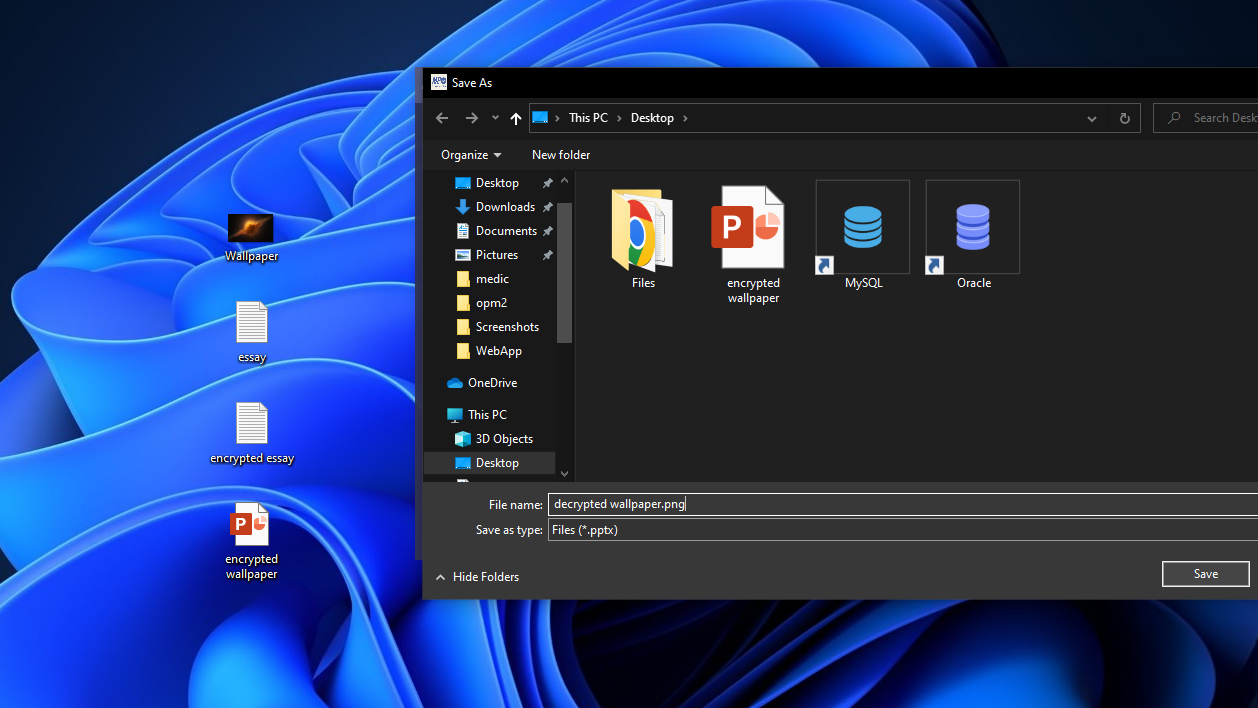 Wallpaper
essay
encrypted essay
encrypted
wallpaper
Save As
This PC
Desktop
Search Desk
Organize
New folder
Desktop
Downloads
Documents
Pictures
medic
opm2
Screenshots
WebApp
OneDrive
This PC
3D Objects
Desktop
Files
encrypted
wallpaper
MySQL
Oracle
File name: decrypted wallpaper.png
Save as type: Files (*.pptx)
Hide Folders
Save